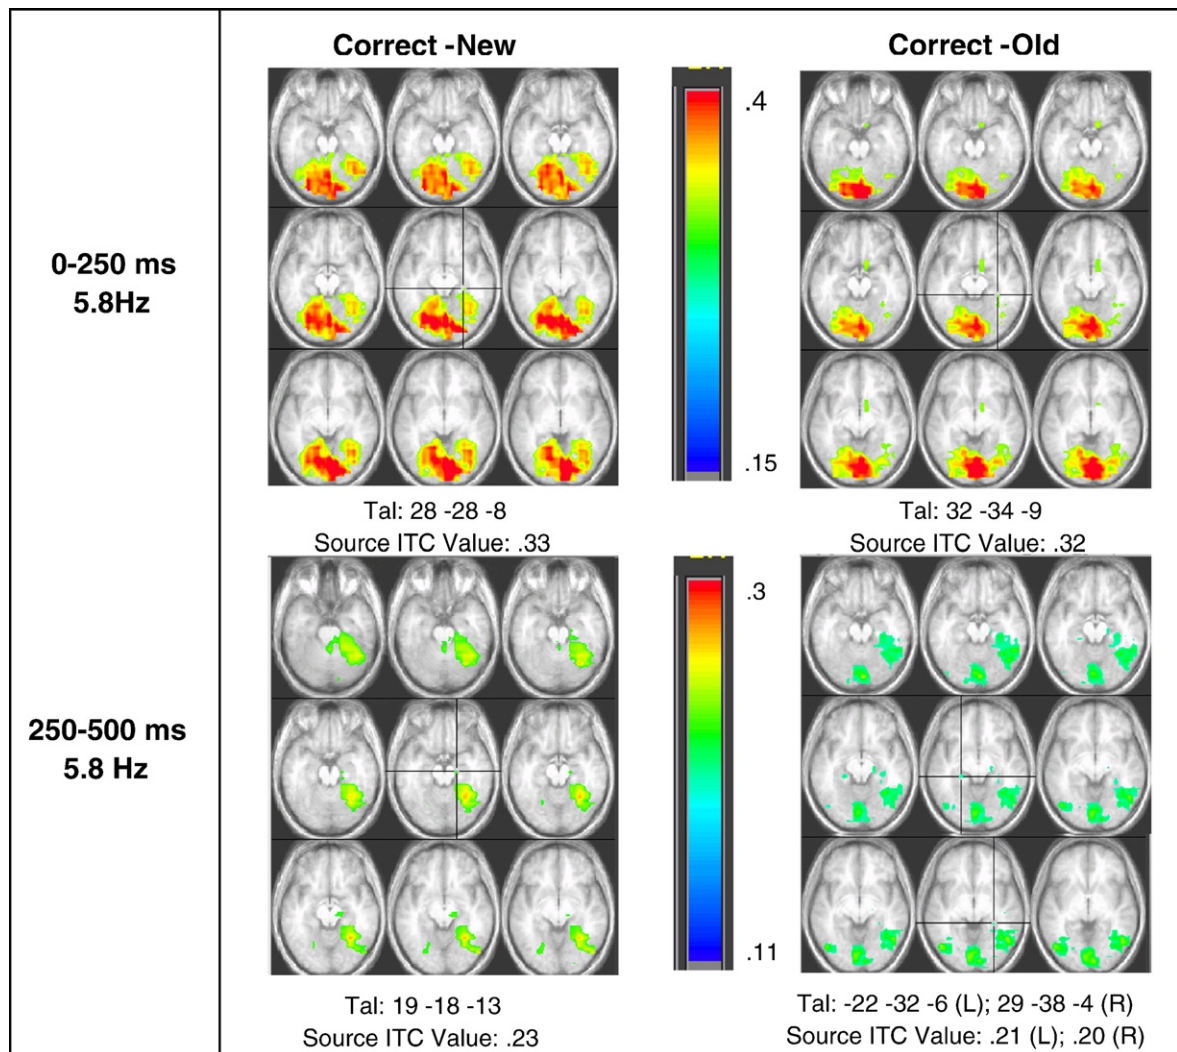 Correct -New
Correct -Old
0-250 ms
5.8Hz
.4
.15
Tal: 28 -28 -8
Source ITC Value: .33
Tal: 32 -34 -9
Source ITC Value: .32
250-500 ms
5.8 Hz
.3
.11
Tal: 19 -18 -13
Source ITC Value: .23
Tal: -22 -32 -6 (L); 29 -38 -4 (R)
Source ITC Value: .21 (L); .20 (R)